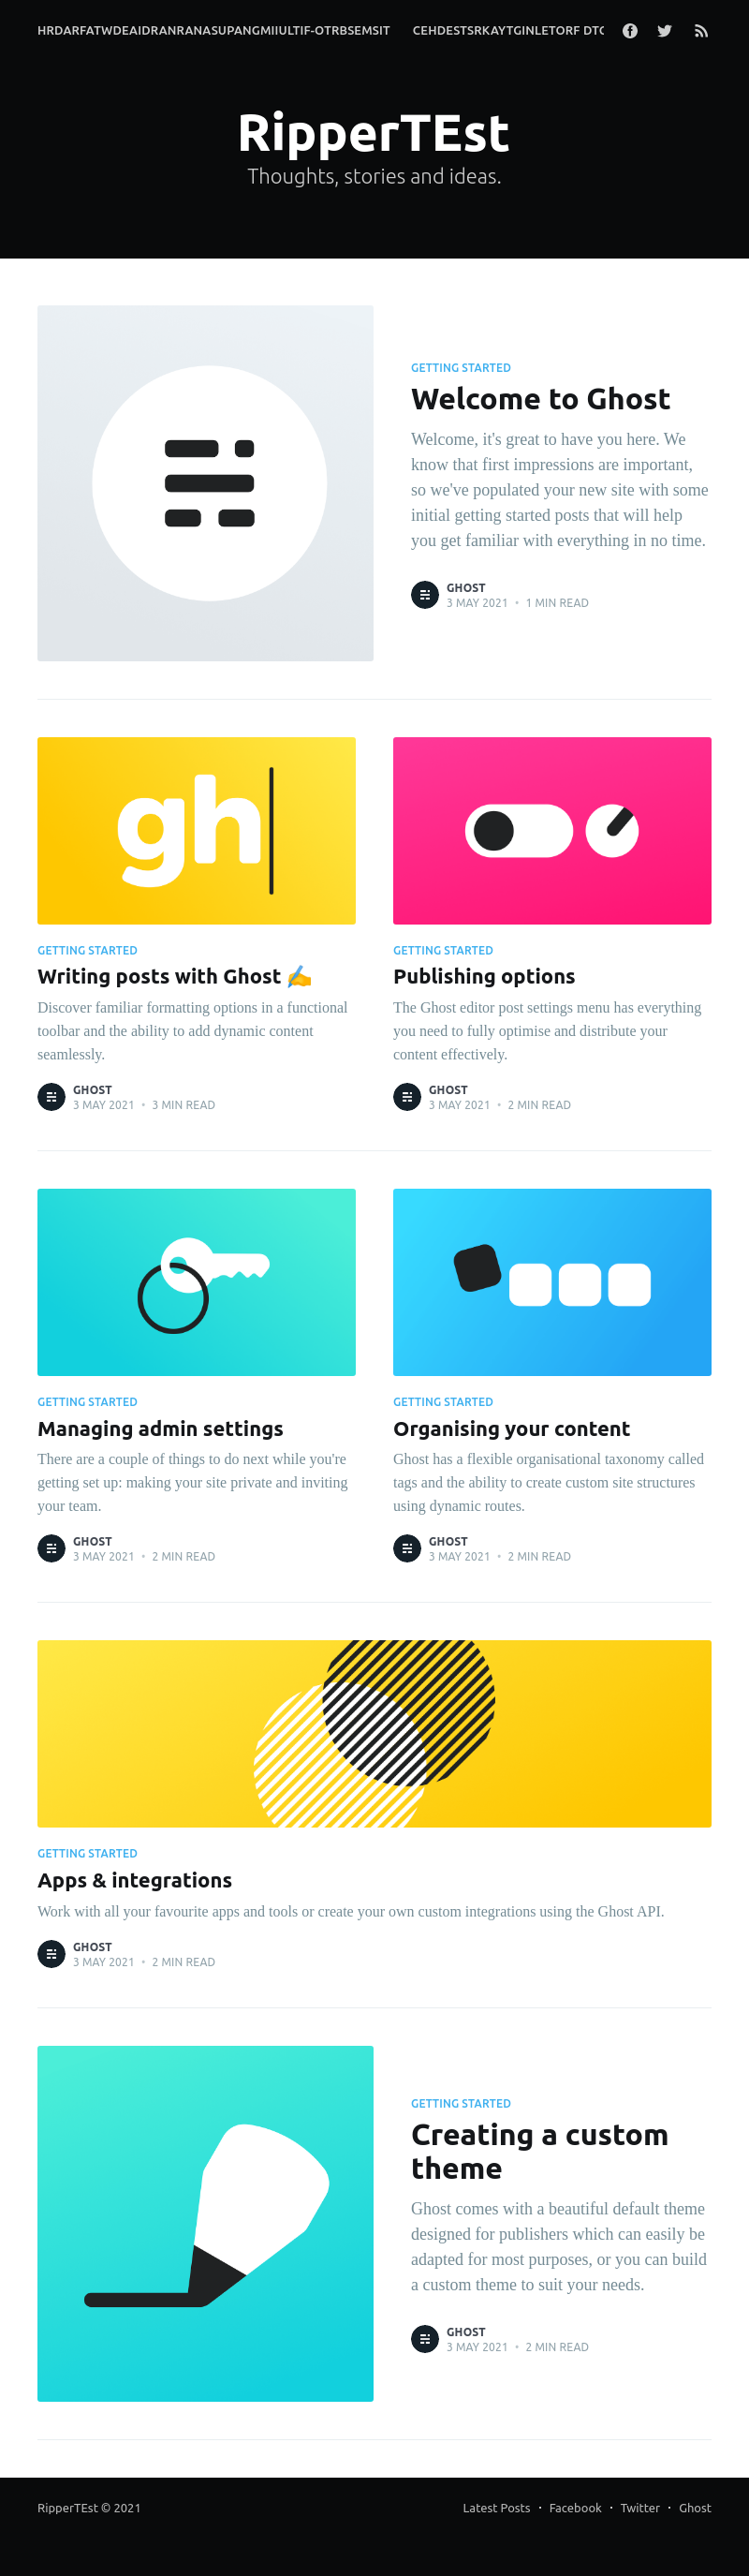 HRDARFATWDEAIDRANRANASUPANGMIIULTIF-OTRBSEMSIT CEHDESTSRKAYTGINLETORF DTC
RipperTEst
Thoughts, stories and ideas.
GETTING STARTED
Welcome to Ghost
Welcome, it's great to have you here. We
know that first impressions are important,
so we've populated your new site with some
initial getting started posts that will help
you get familiar with everything in no time.
GHOST
3 MAY 2021 • 1 MIN READ
gh
GETTING STARTED
Writing posts with Ghost ✍️
Discover familiar formatting options in a functional
toolbar and the ability to add dynamic content
seamlessly.
GHOST
3 MAY 2021 • 3 MIN READ
GETTING STARTED
Publishing options
The Ghost editor post settings menu has everything
you need to fully optimise and distribute your
content effectively.
GHOST
3 MAY 2021 • 2 MIN READ
GETTING STARTED
Managing admin settings
There are a couple of things to do next while you're
getting set up: making your site private and inviting
your team.
GHOST
3 MAY 2021 • 2 MIN READ
GETTING STARTED
Organising your content
Ghost has a flexible organisational taxonomy called
tags and the ability to create custom site structures
using dynamic routes.
GHOST
3 MAY 2021 • 2 MIN READ
GETTING STARTED
Apps & integrations
Work with all your favourite apps and tools or create your own custom integrations using the Ghost API.
GHOST
3 MAY 2021 • 2 MIN READ
GETTING STARTED
Creating a custom
theme
Ghost comes with a beautiful default theme
designed for publishers which can easily be
adapted for most purposes, or you can build
a custom theme to suit your needs.
GHOST
3 MAY 2021 • 2 MIN READ
RipperTEst © 2021
Latest Posts • Facebook • Twitter • Ghost